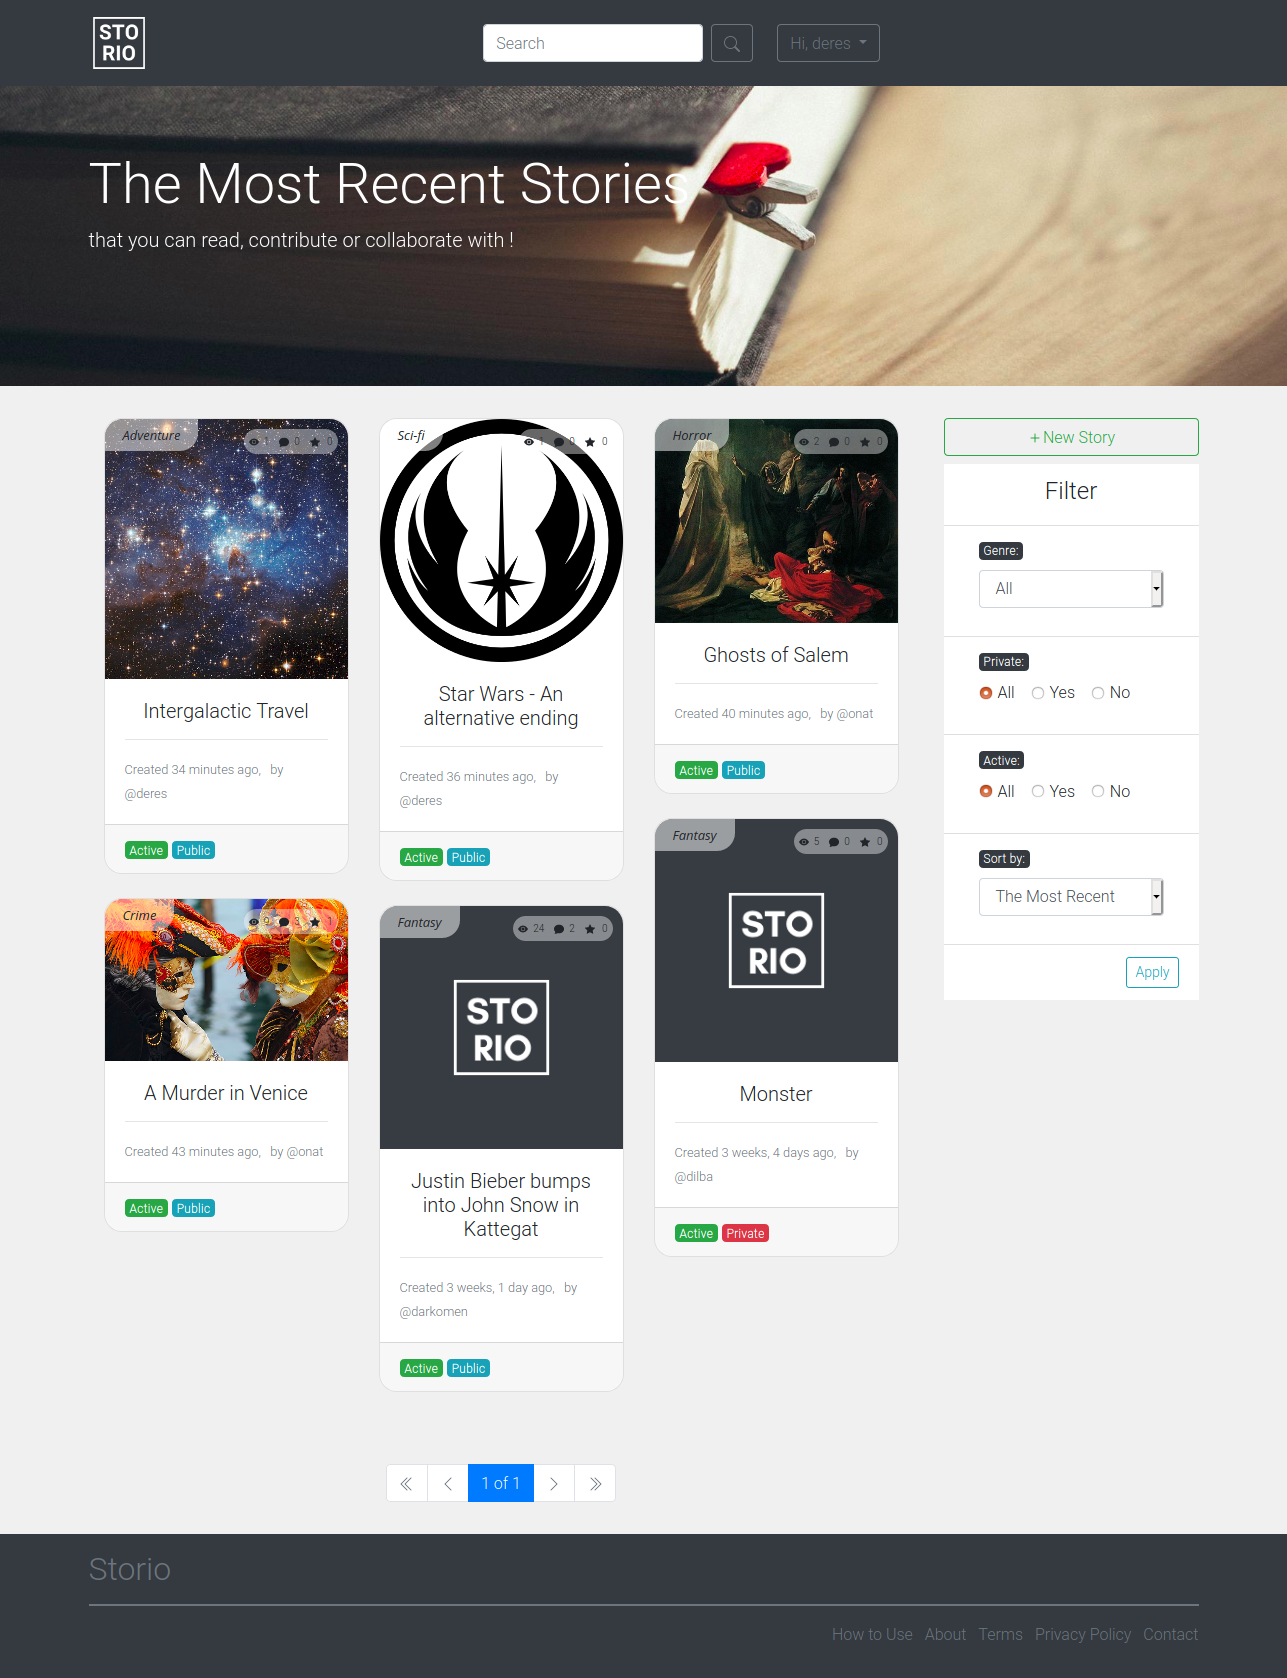 STO
RIO
Search
Hi, deres
The Most Recent Stories
that you can read, contribute or collaborate with !
Adventure
1 0 0
Intergalactic Travel
Created 34 minutes ago, by
@deres
Active Public
Crime
9 3 1
A Murder in Venice
Created 43 minutes ago, by @onat
Active Public
Sci-fi
1 0 0
Star Wars - An
alternative ending
Created 36 minutes ago, by
@deres
Active Public
Fantasy
24 2 0
STO
RIO
Justin Bieber bumps
into John Snow in
Kattegat
Created 3 weeks, 1 day ago, by
@darkomen
Active Public
Horror
2 0 0
Ghosts of Salem
Created 40 minutes ago, by @onat
Active Public
Fantasy
5 0 0
STO
RIO
Monster
Created 3 weeks, 4 days ago, by
@dilba
Active Private
+ New Story
Filter
Genre:
All
Private:
All Yes No
Active:
All Yes No
Sort by:
The Most Recent
Apply
1 of 1
Storio
How to Use About Terms Privacy Policy Contact